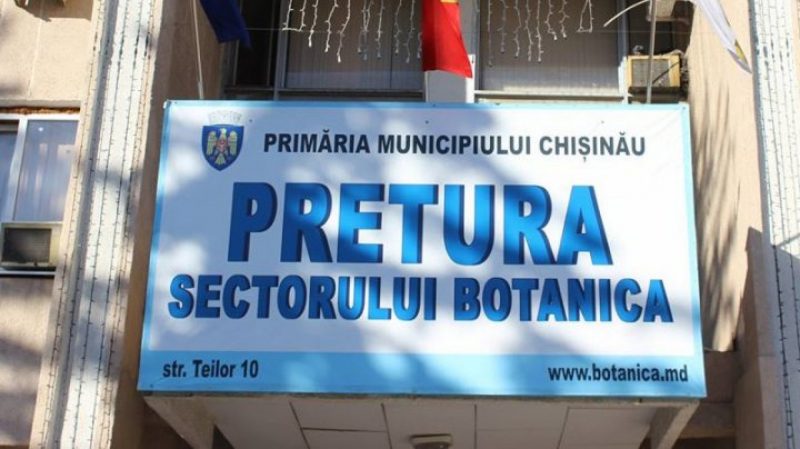 PRIMĂRIA MUNICIPIULUI CHIȘINĂU
PRETURA
SECTORULUI BOTANICA
str. Teilor 10
www.botanica.md